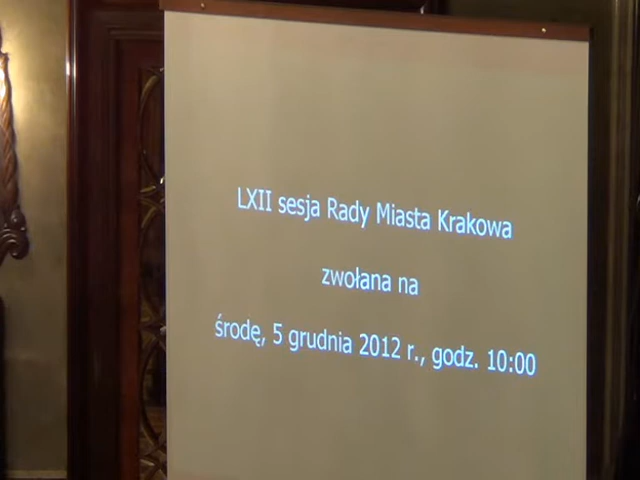 LXII sesja Rady Miasta Krakowa
zwołana na
środę, 5 grudnia 2012 r., godz. 10:00